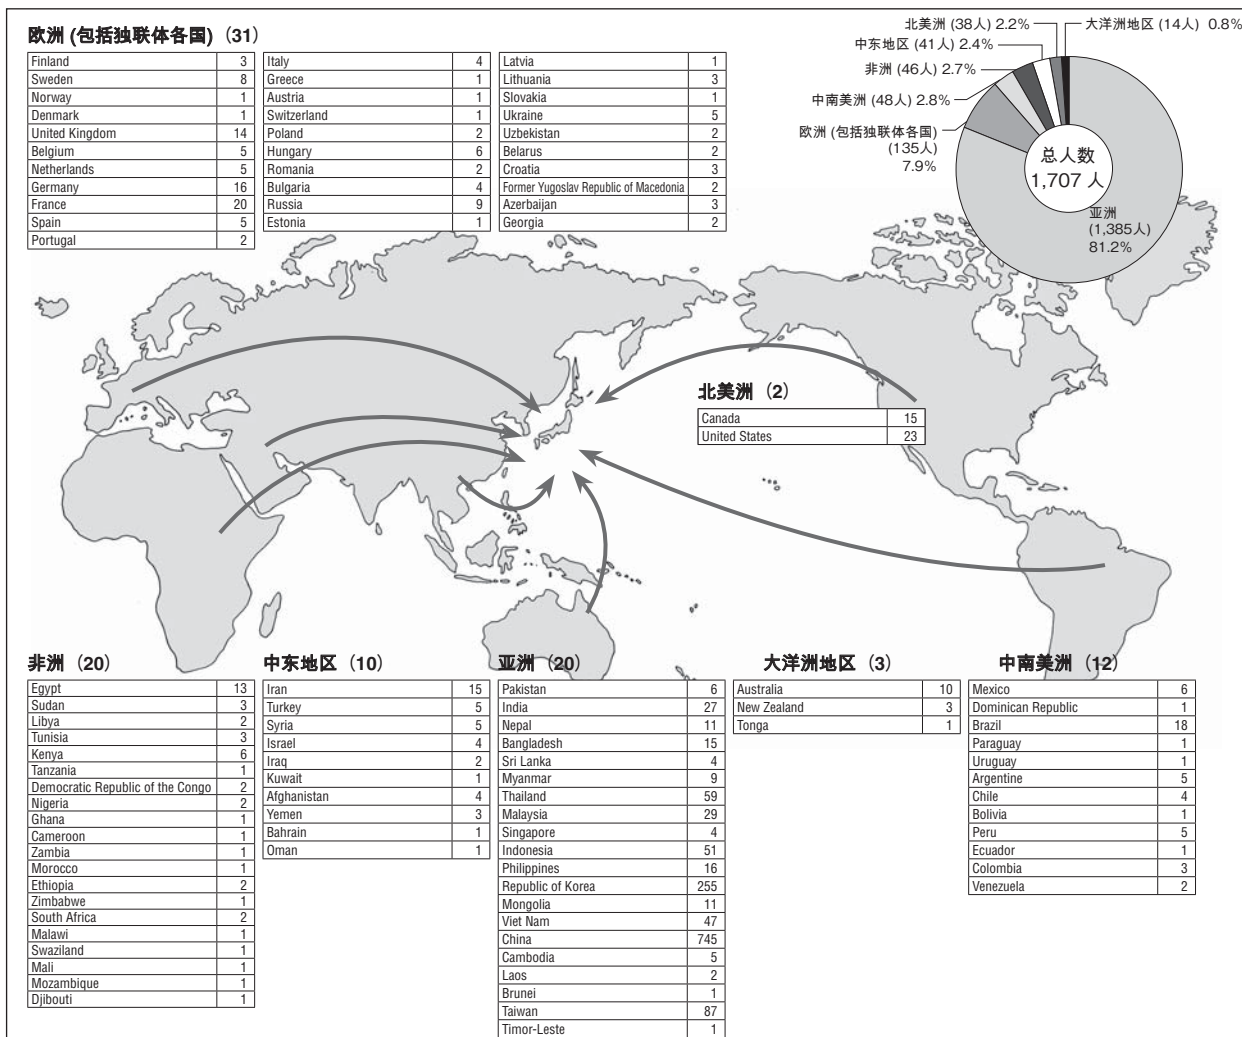 欧洲 (包括独联体各国) (31)
Finland 3
Sweden 8
Norway 1
Denmark 1
United Kingdom 14
Belgium 5
Netherlands 5
Germany 16
France 20
Spain 5
Portugal 2
Italy 4
Greece 1
Austria 1
Switzerland 1
Poland 2
Hungary 6
Romania 2
Bulgaria 4
Russia 9
Estonia 1
Latvia 1
Lithuania 3
Slovakia 1
Ukraine 5
Uzbekistan 2
Belarus 2
Croatia 3
Former Yugoslav Republic of Macedonia 2
Azerbaijan 3
Georgia 2
北美洲 (38人) 2.2%
大洋洲地区 (14人) 0.8%
中东地区 (41人) 2.4%
非洲 (46人) 2.7%
中南美洲 (48人) 2.8%
欧洲 (包括独联体各国)
(135人)
7.9%
总人数
1,707 人
亚洲
(1,385人)
81.2%
北美洲 (2)
Canada 15
United States 23
非洲 (20)
Egypt 13
Sudan 3
Libya 2
Tunisia 3
Kenya 6
Tanzania 1
Democratic Republic of the Congo 2
Nigeria 2
Ghana 1
Cameroon 1
Zambia 1
Morocco 1
Ethiopia 2
Zimbabwe 1
South Africa 2
Malawi 1
Swaziland 1
Mali 1
Mozambique 1
Djibouti 1
中东地区 (10)
Iran 15
Turkey 5
Syria 5
Israel 4
Iraq 2
Kuwait 1
Afghanistan 4
Yemen 3
Bahrain 1
Oman 1
亚洲 (20)
Pakistan 6
India 27
Nepal 11
Bangladesh 15
Sri Lanka 4
Myanmar 9
Thailand 59
Malaysia 29
Singapore 4
Indonesia 51
Philippines 16
Republic of Korea 255
Mongolia 11
Viet Nam 47
China 745
Cambodia 5
Laos 2
Brunei 1
Taiwan 87
Timor-Leste 1
大洋洲地区 (3)
Australia 10
New Zealand 3
Tonga 1
中南美洲 (12)
Mexico 6
Dominican Republic 1
Brazil 18
Paraguay 1
Uruguay 1
Argentine 5
Chile 4
Bolivia 1
Peru 5
Ecuador 1
Colombia 3
Venezuela 2